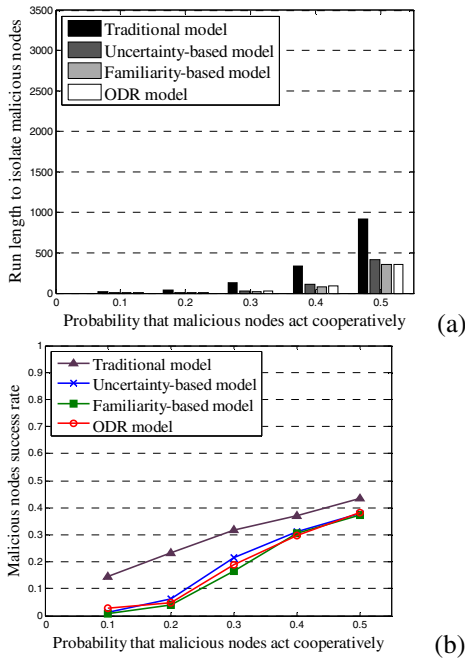 3500
3000
2500
2000
1500
1000
500
0
Run length to isolate malicious nodes
Traditional model
Uncertainty-based model
Familiarity-based model
ODR model
0 0.1 0.2 0.3 0.4 0.5
Probability that malicious nodes act cooperatively
(a)
1
0.9
0.8
0.7
0.6
0.5
0.4
0.3
0.2
0.1
0
Malicious nodes success rate
Traditional model
Uncertainty-based model
Familiarity-based model
ODR model
0 0.1 0.2 0.3 0.4 0.5
Probability that malicious nodes act cooperatively
(b)